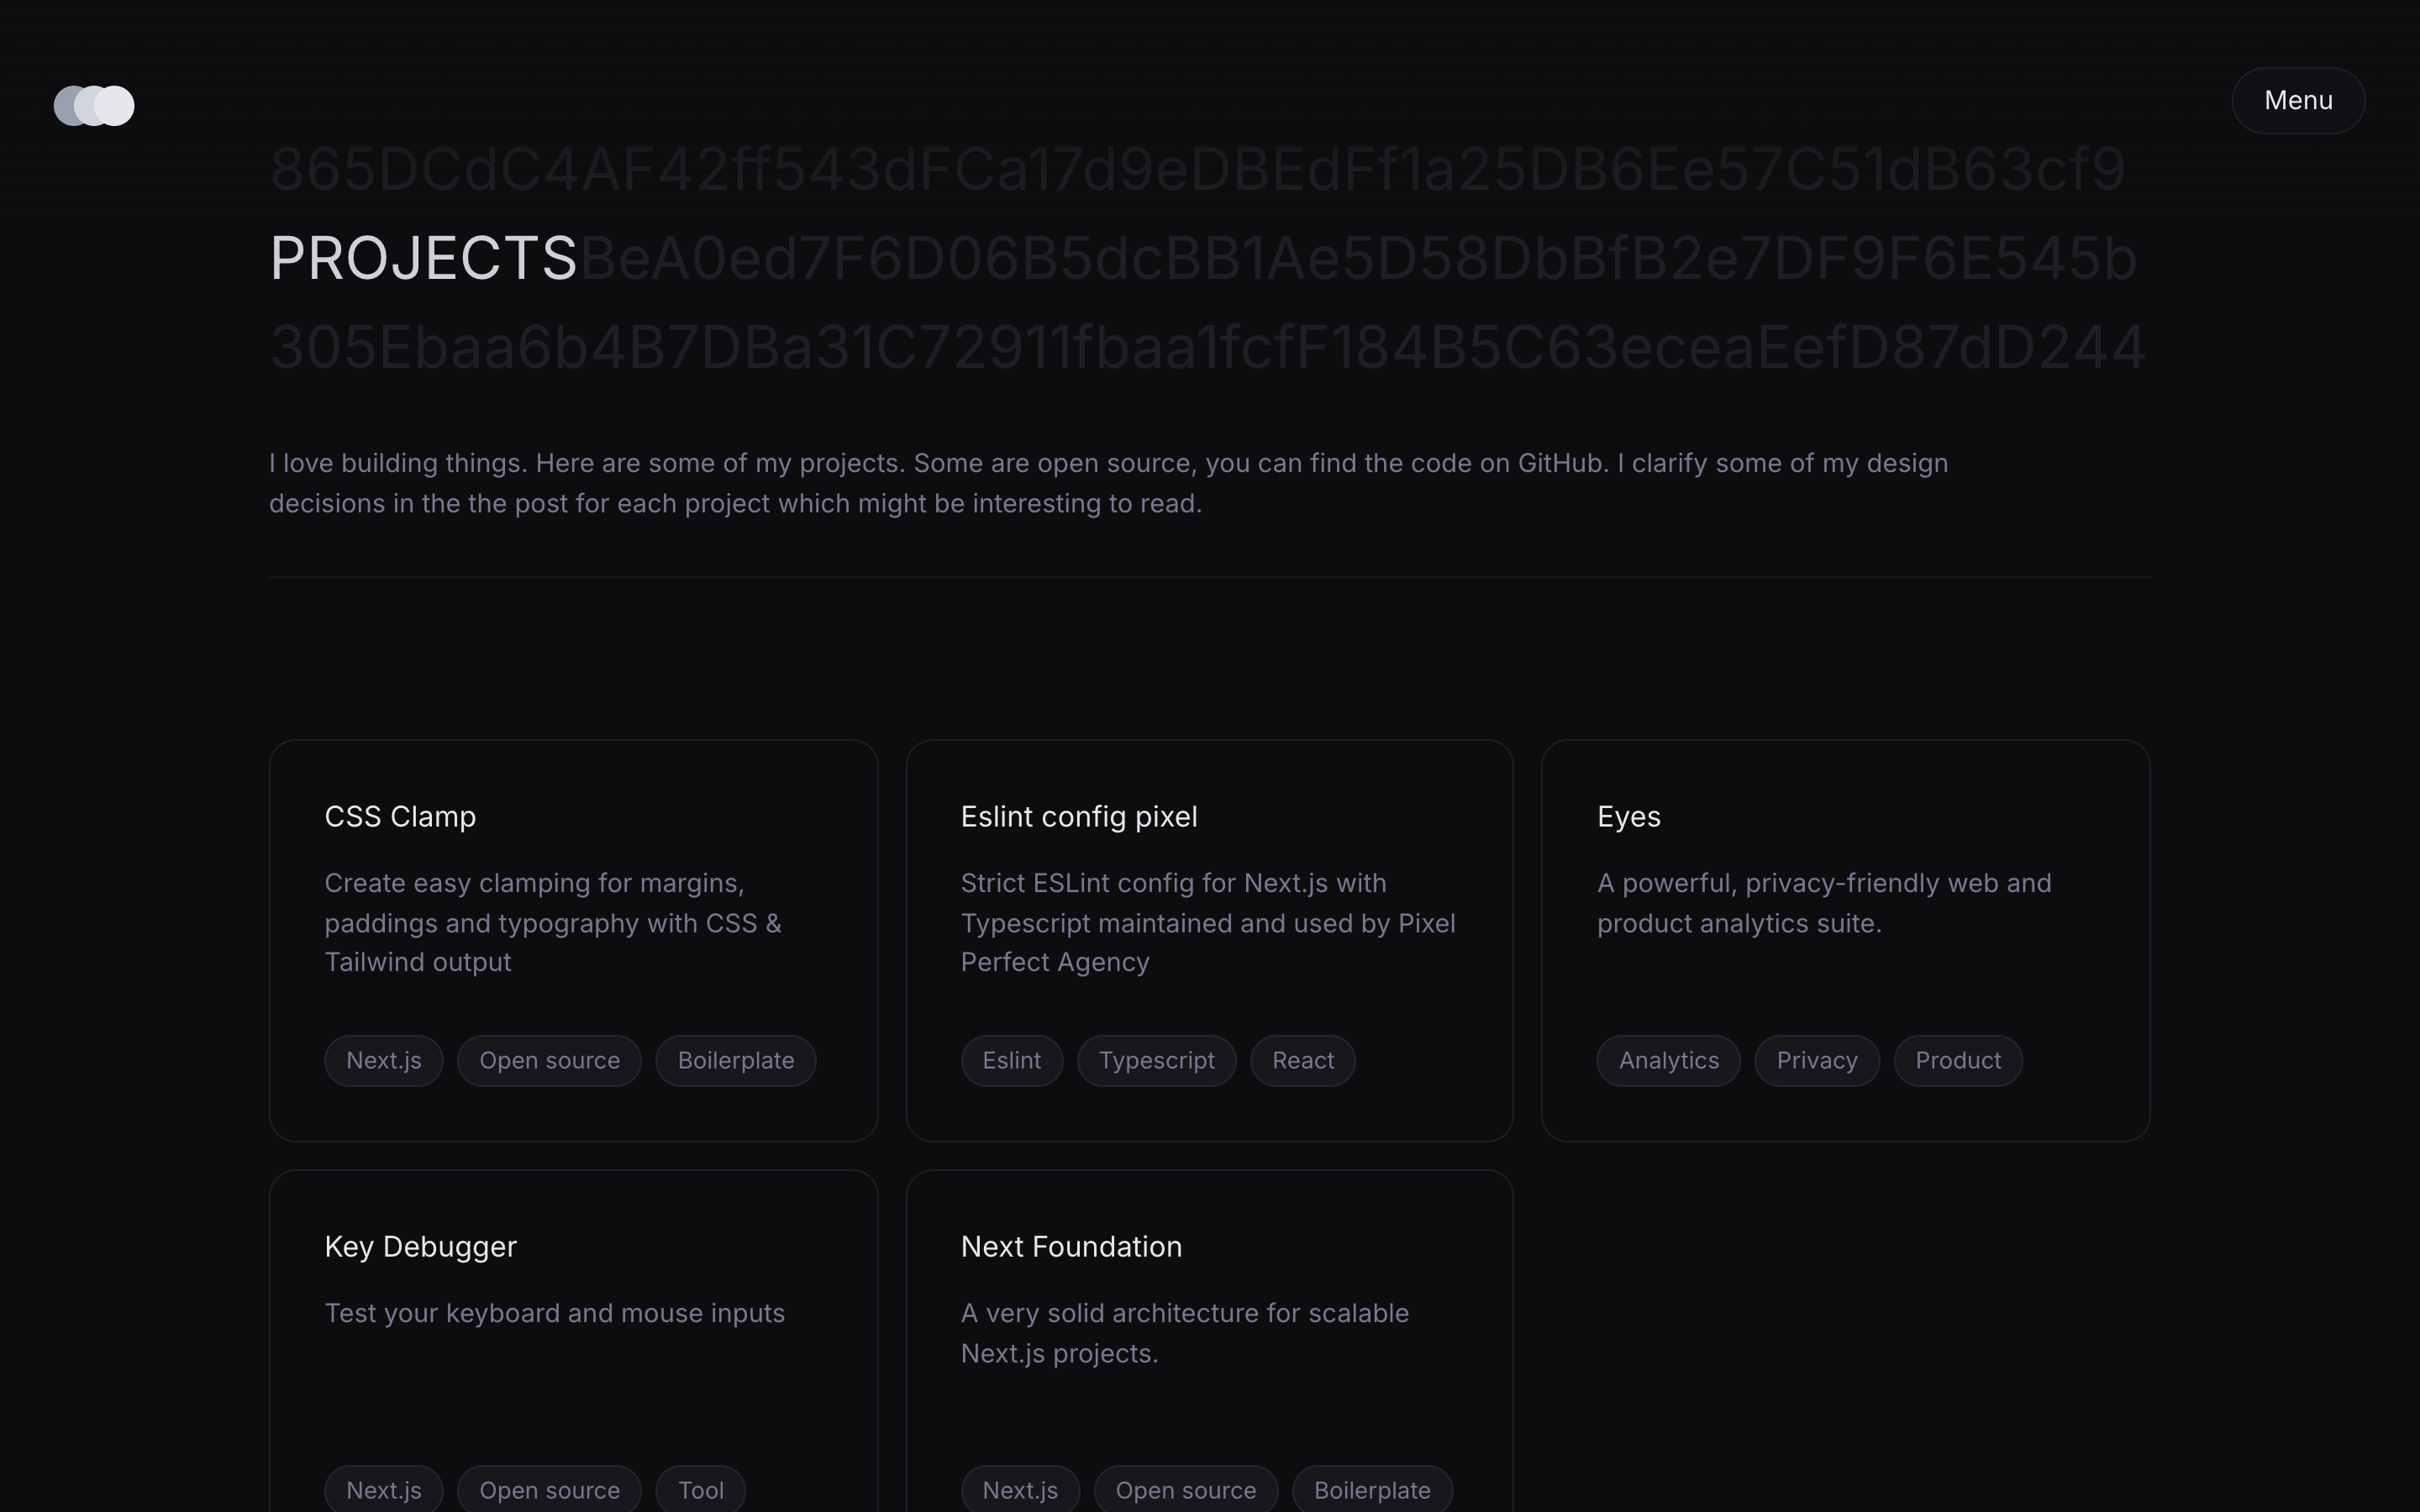 Menu
865DCdC4AF42ff543dFCa17d9eDBEdFf1a25DB6Ee57C51dB63cf9
PROJECTSBeA0ed7F6D06B5dcBB1Ae5D58DbBfB2e7DF9F6E545b
305Ebaa6b4B7DBa31C72911fbaa1fcfF184B5C63eceaEefD87dD244
I love building things. Here are some of my projects. Some are open source, you can find the code on GitHub. I clarify some of my design
decisions in the the post for each project which might be interesting to read.
CSS Clamp
Create easy clamping for margins,
paddings and typography with CSS &
Tailwind output
Next.js Open source Boilerplate
Eslint config pixel
Strict ESLint config for Next.js with
Typescript maintained and used by Pixel
Perfect Agency
Eslint Typescript React
Eyes
A powerful, privacy-friendly web and
product analytics suite.
Analytics Privacy Product
Key Debugger
Test your keyboard and mouse inputs
Next.js Open source Tool
Next Foundation
A very solid architecture for scalable
Next.js projects.
Next.js Open source Boilerplate